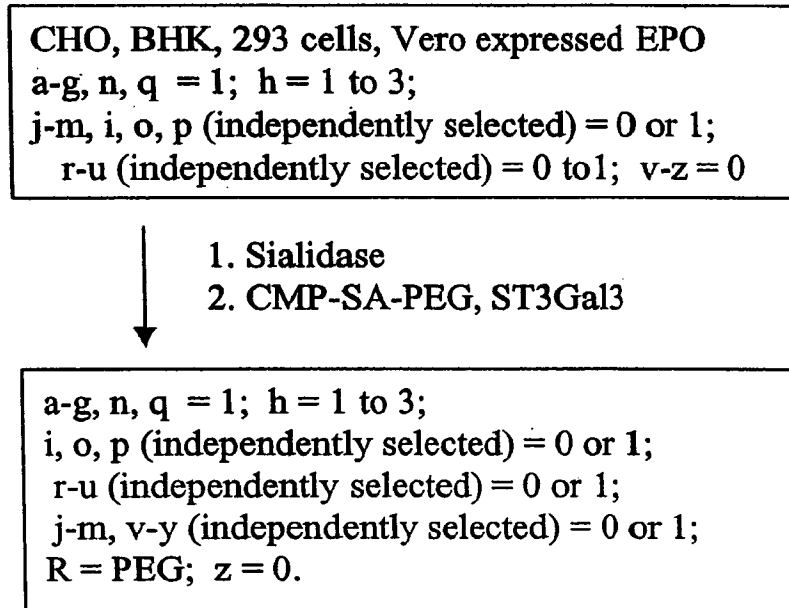 CHO, BHK, 293 cells, Vero expressed EPO
a-g, n, q = 1; h = 1 to 3;
j-m, i, o, p (independently selected) = 0 or 1;
r-u (independently selected) = 0 to1; v-z = 0
1. Sialidase
2. CMP-SA-PEG, ST3Gal3
a-g, n, q = 1; h = 1 to 3;
i, o, p (independently selected) = 0 or 1;
r-u (independently selected) = 0 or 1;
j-m, v-y (independently selected) = 0 or 1;
R = PEG; z = 0.